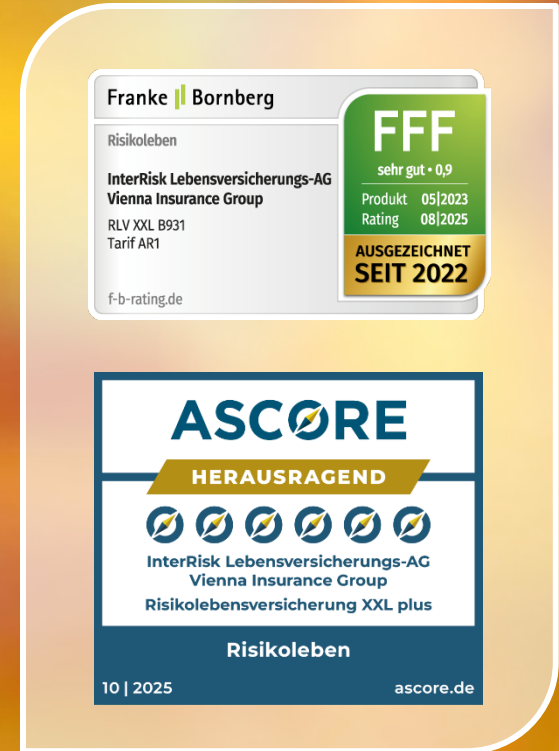 Franke Bornberg
Risikoleben
InterRisk Lebensversicherungs-AG
Vienna Insurance Group
RLV XXL B931
Tarif AR1
f-b-rating.de
FFF
sehr gut • 0,9
Produkt 05|2023
Rating 08|2025
AUSGEZEICHNET
SEIT 2022
ASCORE
HERAUSRAGEND
InterRisk Lebensversicherungs-AG
Vienna Insurance Group
Risikolebensversicherung XXL plus
Risikoleben
10 | 2025
ascore.de